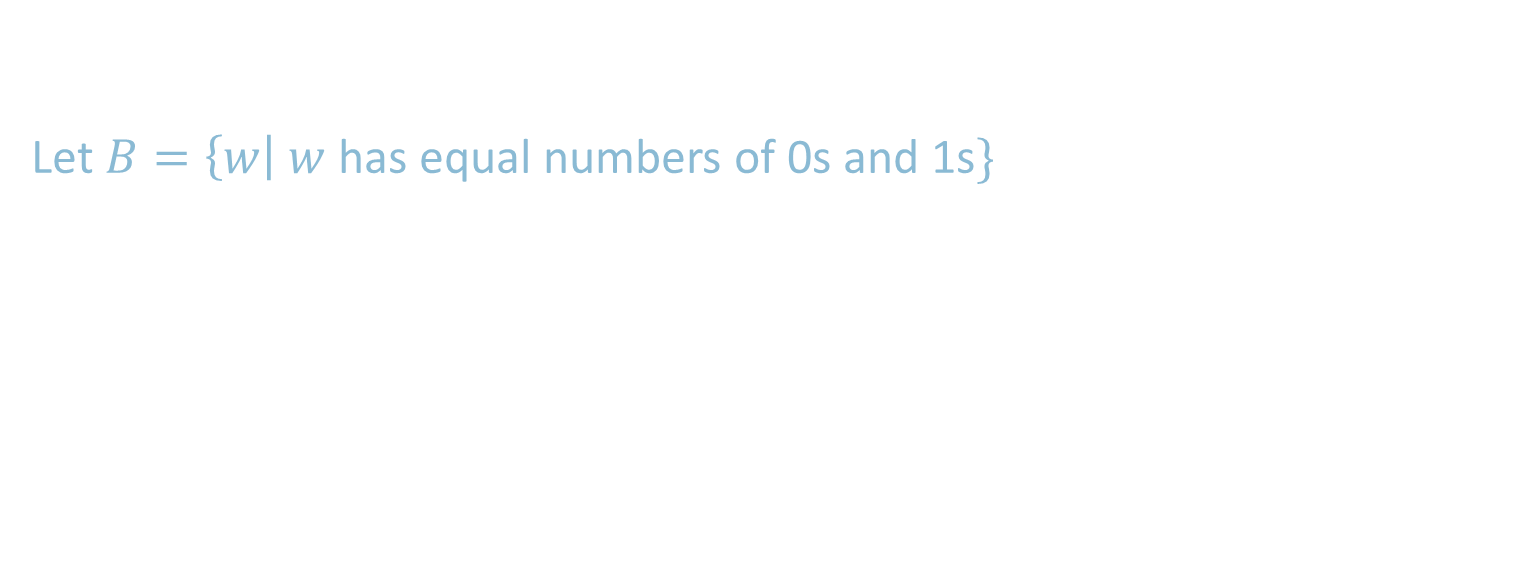 Let B = {w| w has equal numbers of 0s and 1s}